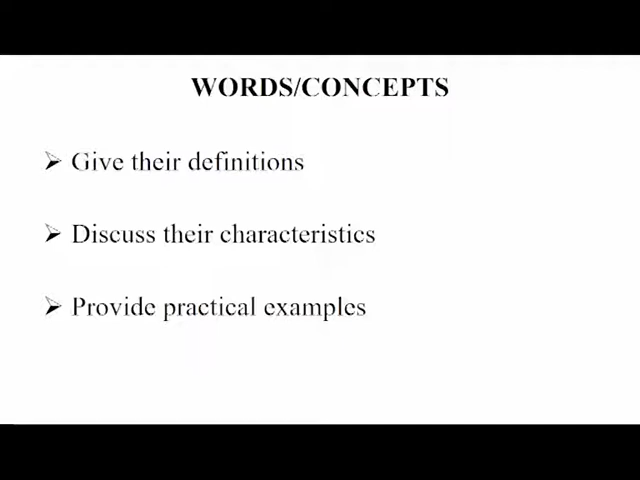 WORDS/CONCEPTS
➢ Give their definitions
➢ Discuss their characteristics
➢ Provide practical examples